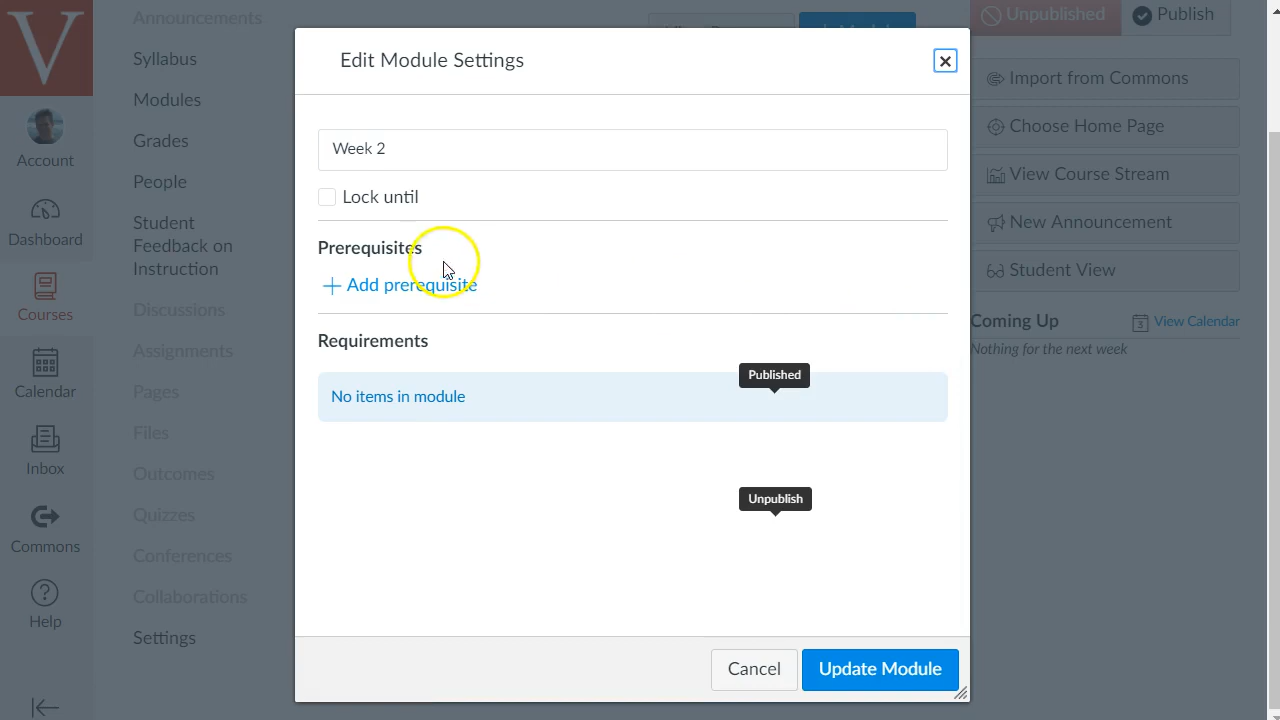 V
Account
Dashboard
Courses
Calendar
Inbox
Commons
Help
Announcements
Syllabus
Modules
Grades
People
Student
Feedback on
Instruction
Discussions
Assignments
Pages
Files
Outcomes
Quizzes
Conferences
Collaborations
Settings
Edit Module Settings
Week 2
Lock until
Prerequisites
+ Add prerequisite
Requirements
Published
No items in module
Unpublish
Cancel
Update Module
Unpublished
Publish
Import from Commons
Choose Home Page
View Course Stream
New Announcement
Student View
Coming Up
3 View Calendar
Nothing for the next week